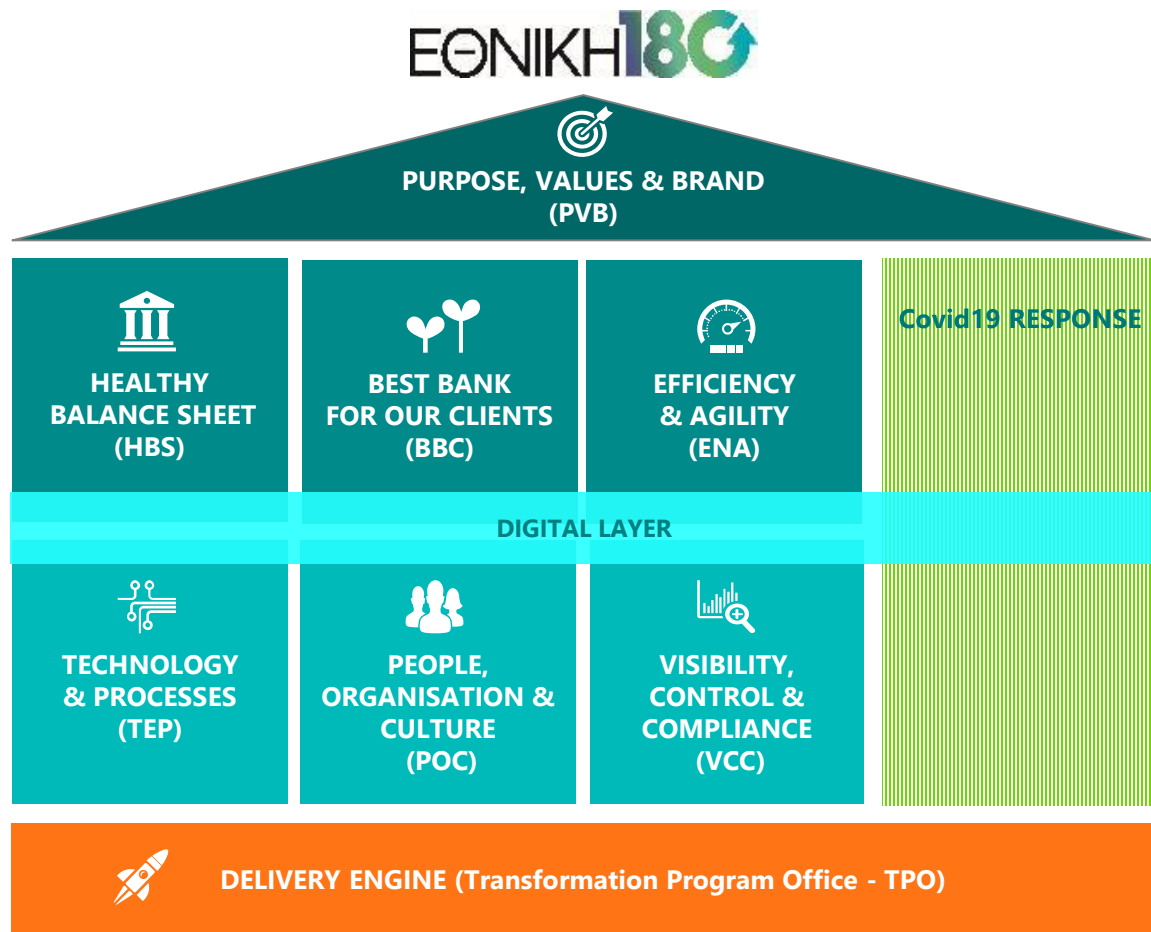 ΕΘΝΙΚΗ180
PURPOSE, VALUES & BRAND
(PVB)
HEALTHY
BALANCE SHEET
(HBS)
BEST BANK
FOR OUR CLIENTS
(BBC)
EFFICIENCY
& AGILITY
(ENA)
Covid19 RESPONSE
DIGITAL LAYER
TECHNOLOGY
& PROCESSES
(TEP)
PEOPLE,
ORGANISATION &
CULTURE
(POC)
VISIBILITY,
CONTROL &
COMPLIANCE
(VCC)
DELIVERY ENGINE (Transformation Program Office - TPO)